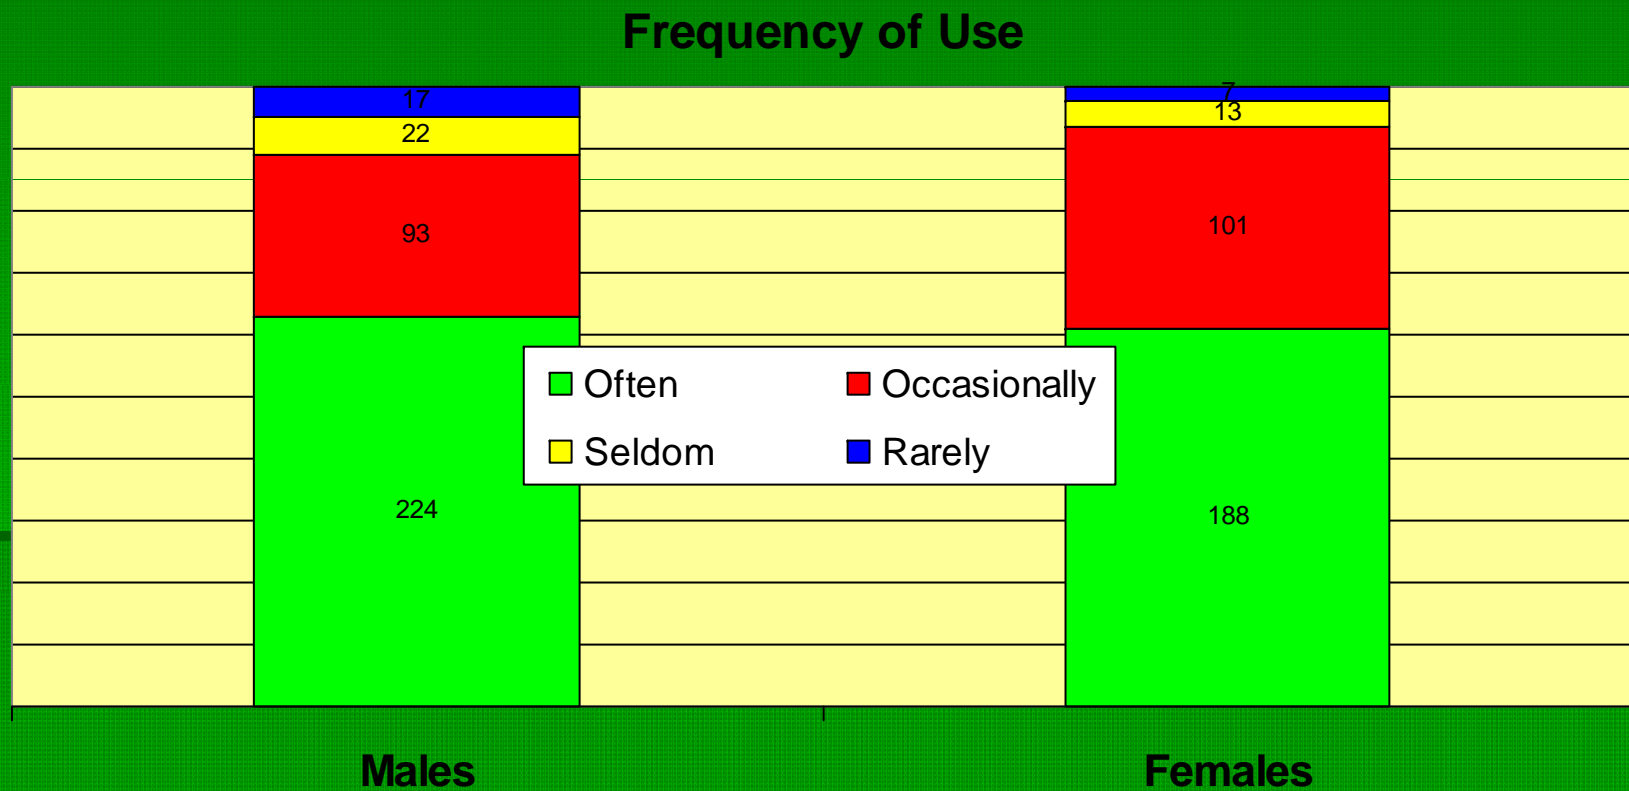 Frequency of Use
17
22
93
224
7
13
101
188
Often
Occasionally
Seldom
Rarely
Males
Females